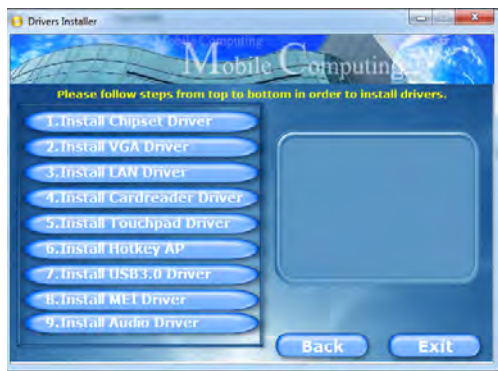 Drivers Installer
Mobile Computing
Mobile Computing
Please follow steps from top to bottom in order to install drivers.
1.Install Chipset Driver
2.Install VGA Driver
3.Install LAN Driver
4.Install Cardreader Driver
5.Install Touchpad Driver
6.Install Hotkey AP
7.Install USB3.0 Driver
8.Install MEI Driver
9.Install Audio Driver
Back
Exit